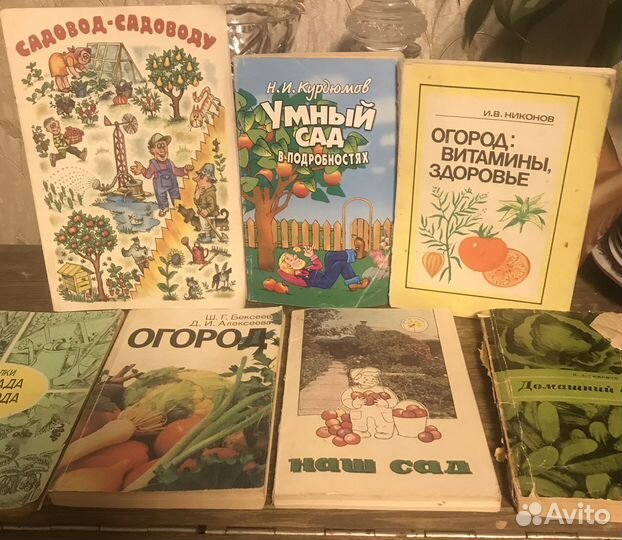 САДОВОД-САДОВОДУ
Н.И. Курдюмов
Умный
САД
в подробностях
И.В. НИКОНОВ
ОГОРОД:
ВИТАМИНЫ,
ЗДОРОВЬЕ
Ш. Г. Бексеев
Д. И. Алексеева
ОГОРОД
наш сад
Домашний
Avito